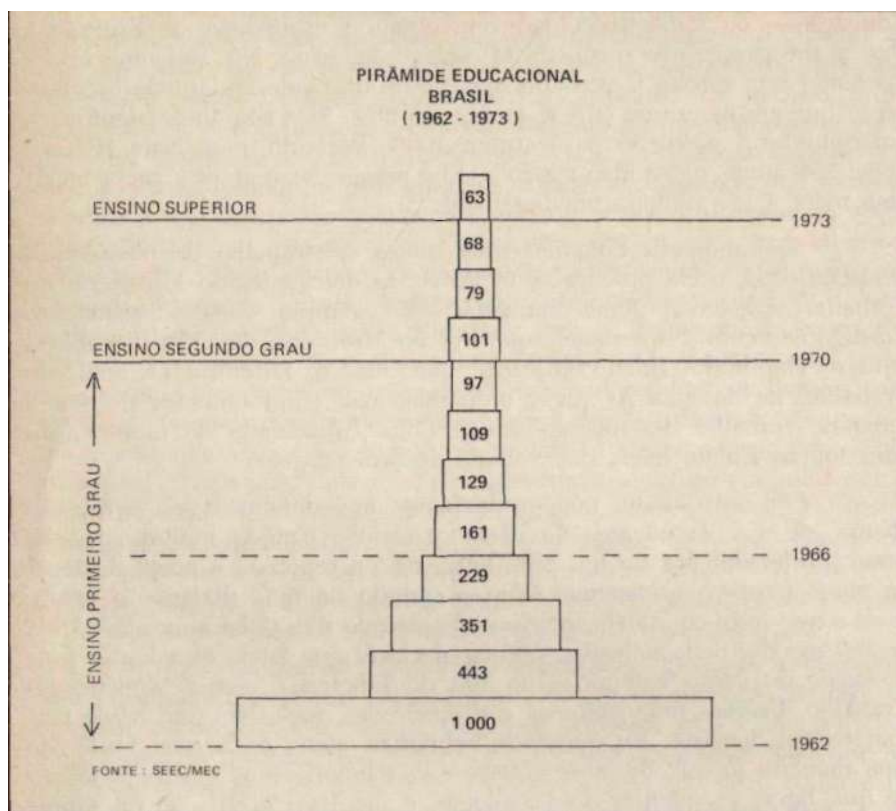 PIRÂMIDE EDUCACIONAL
BRASIL
( 1962 - 1973 )
63
ENSINO SUPERIOR
1973
68
79
101
ENSINO SEGUNDO GRAU
1970
97
109
129
161
1966
229
351
443
1 000
1962
ENSINO PRIMEIRO GRAU
FONTE : SEEC/MEC